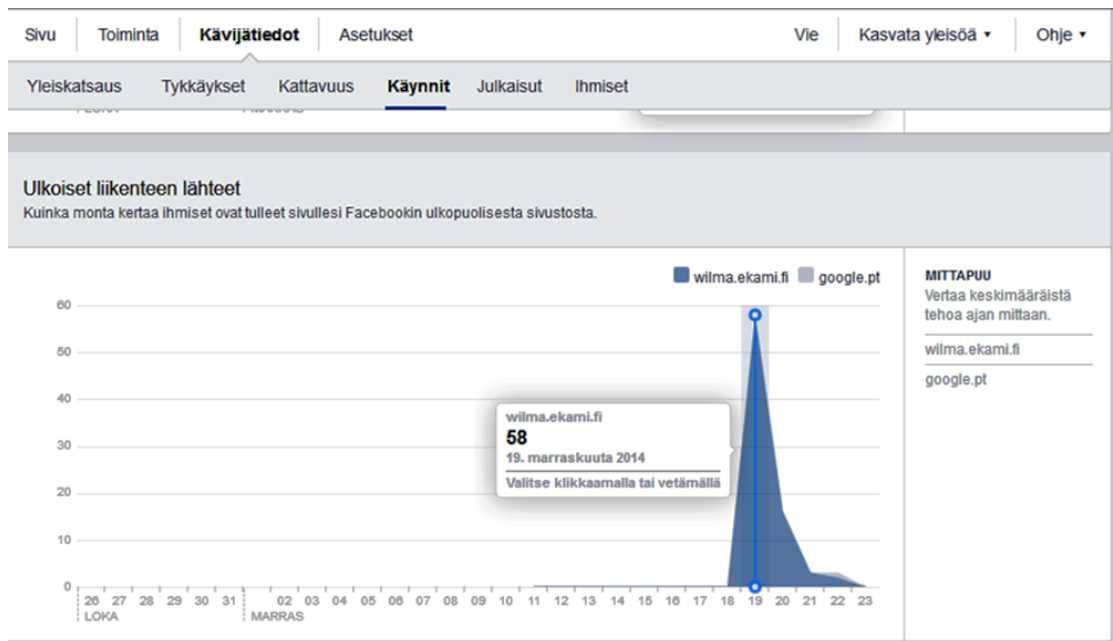 Sivu Toiminta Kävijätiedot Asetukset Vie Kasvata yleisöä Ohje
Yleiskatsaus Tykkäykset Kattavuus Käynnit Julkaisut Ihmiset
Ulkoiset liikenteen lähteet
Kuinka monta kertaa ihmiset ovat tulleet sivullesi Facebookin ulkopuolisesta sivustosta.
wilma.ekami.fi google.pt
60
50
40
30
20
10
0
wilma.ekami.fi
58
19. marraskuuta 2014
Valitse klikkaamalla tai vetämällä
26 27 28 29 30 31 02 03 04 05 06 07 08 09 10 11 12 13 14 15 16 17 18 19 20 21 22 23
LOKA MARRAS
MITTAPUU
Vertaa keskimääräistä
tehoa ajan mittaan.
wilma.ekami.fi
google.pt